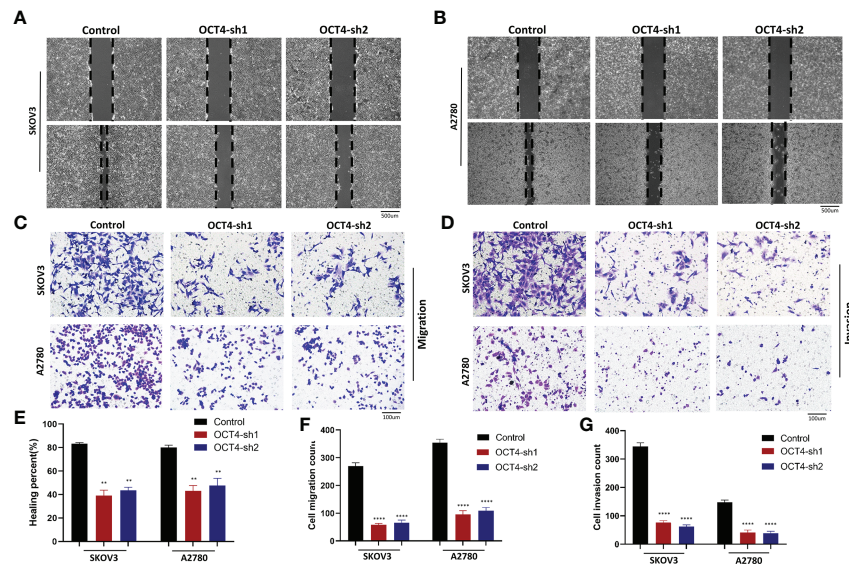 A
Control
OCT4-sh1
OCT4-sh2
SKOV3
500um
B
Control
OCT4-sh1
OCT4-sh2
A2780
500um
C
Control
OCT4-sh1
OCT4-sh2
SKOV3
A2780
Migration
100um
D
Control
OCT4-sh1
OCT4-sh2
SKOV3
A2780
Invasion
100um
E
Healing percent(%)
100
80
60
40
20
0
** ** ** **
SKOV3 A2780
Control
OCT4-sh1
OCT4-sh2
F
Cell migration count
400
300
200
100
0
**** **** **** ****
SKOV3 A2780
Control
OCT4-sh1
OCT4-sh2
G
Cell invasion count
400
300
200
100
0
**** **** **** ****
SKOV3 A2780
Control
OCT4-sh1
OCT4-sh2